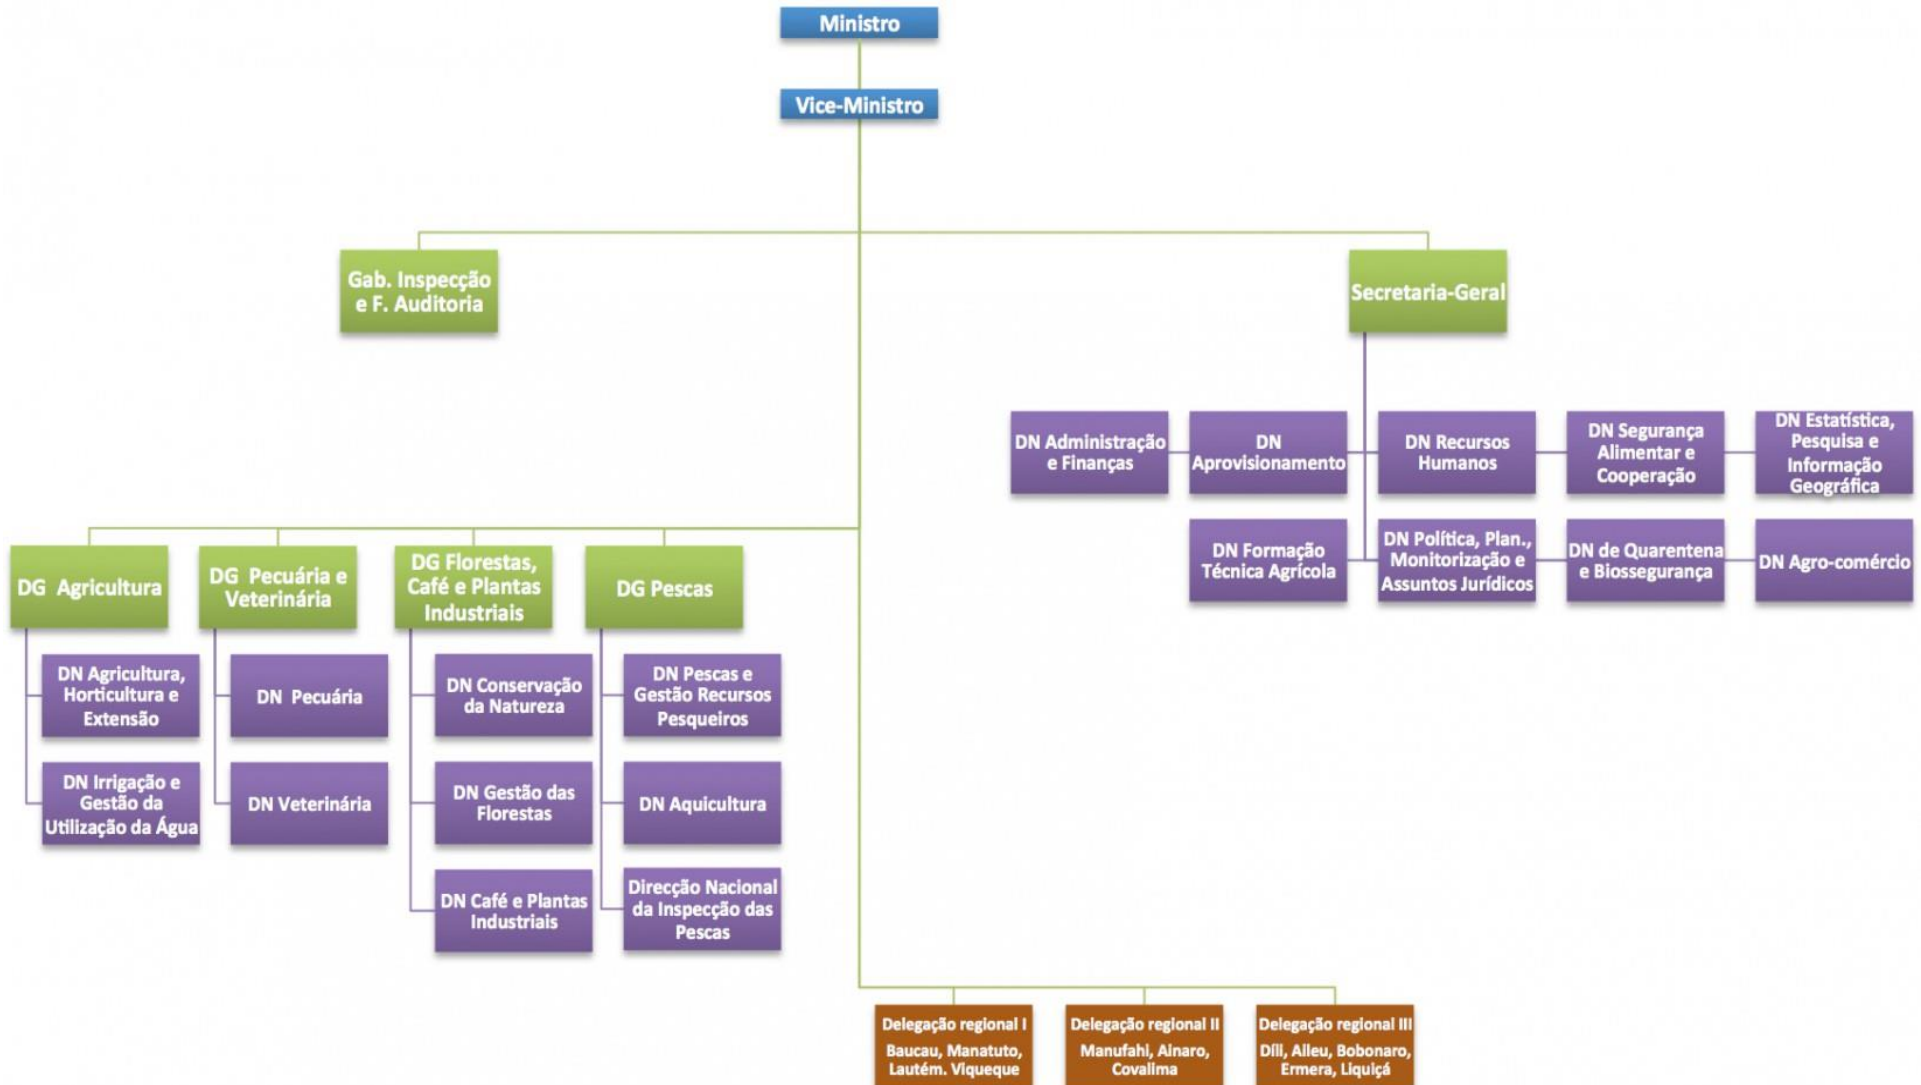 Ministro
Vice-Ministro
Gab. Inspecção
e F. Auditoria
Secretaria-Geral
DN Administração
e Finanças
DN
Aprovisionamento
DN Recursos
Humanos
DN Segurança
Alimentar e
Cooperação
DN Estatística,
Pesquisa e
Informação
Geográfica
DN Formação
Técnica Agrícola
DN Política, Plan.,
Monitorização e
Assuntos Jurídicos
DN de Quarentena
e Biossegurança
DN Agro-comércio
DG Agricultura
DG Pecuária e
Veterinária
DG Florestas,
Café e Plantas
Industriais
DG Pescas
DN Agricultura,
Horticultura e
Extensão
DN Pecuária
DN Conservação
da Natureza
DN Pescas e
Gestão Recursos
Pesqueiros
DN Irrigação e
Gestão da
Utilização da Água
DN Veterinária
DN Gestão das
Florestas
DN Aquicultura
DN Café e Plantas
Industriais
Direcção Nacional
da Inspecção das
Pescas
Delegação regional I
Baucau, Manatuto,
Lautém. Viqueque
Delegação regional II
Manufahi, Ainaro,
Covalima
Delegação regional III
Díli, Aileu, Bobonaro,
Ermera, Liquiçá